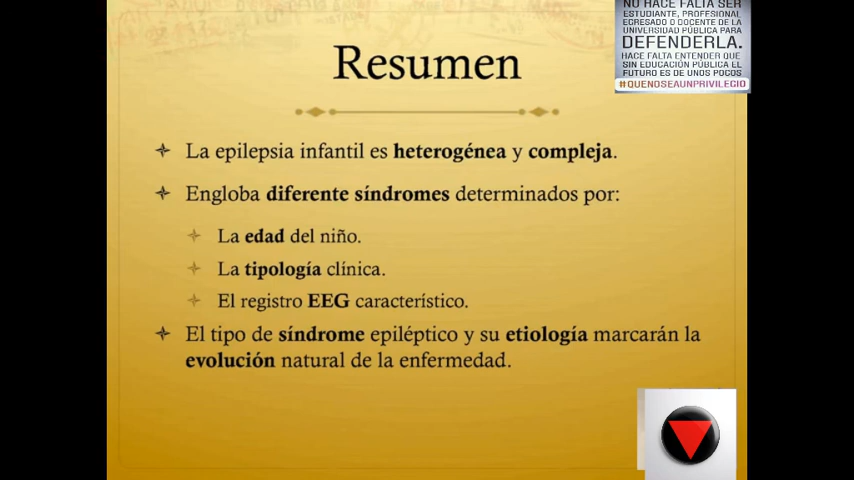 NO HACE FALTA SER
ESTUDIANTE, PROFESIONAL
EGRESADO O DOCENTE DE LA
UNIVERSIDAD PÚBLICA PARA
DEFENDERLA.
HACE FALTA ENTENDER QUE
SIN EDUCACIÓN PÚBLICA EL
FUTURO ES DE UNOS POCOS
#QUENOSEAUNPRIVILEGIO
Resumen
La epilepsia infantil es heterogénea y compleja.
Engloba diferente síndromes determinados por:
La edad del niño.
La tipología clínica.
El registro EEG característico.
El tipo de síndrome epiléptico y su etiología marcarán la
evolución natural de la enfermedad.